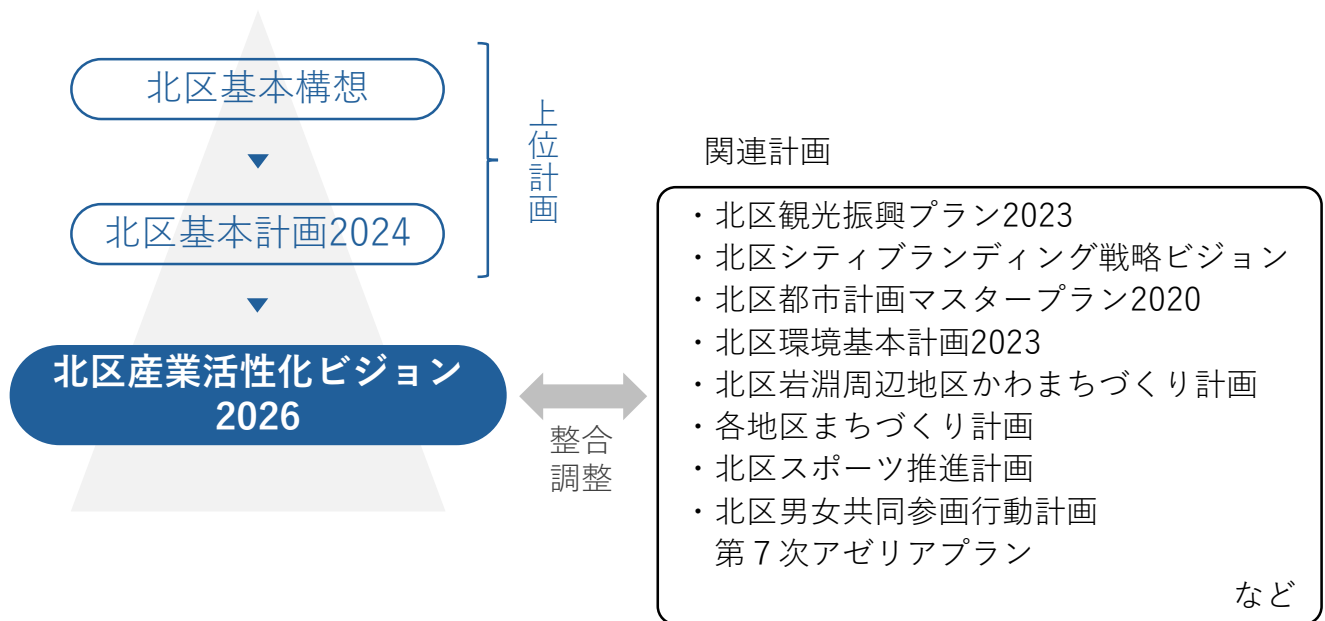 北区基本構想
▼
北区基本計画2024
▼
上位計画
北区産業活性化ビジョン
2026
整合
調整
関連計画
・北区観光振興プラン2023
・北区シティブランディング戦略ビジョン
・北区都市計画マスタープラン2020
・北区環境基本計画2023
・北区岩淵周辺地区かわまちづくり計画
・各地区まちづくり計画
・北区スポーツ推進計画
・北区男女共同参画行動計画
第７次アゼリアプラン
など